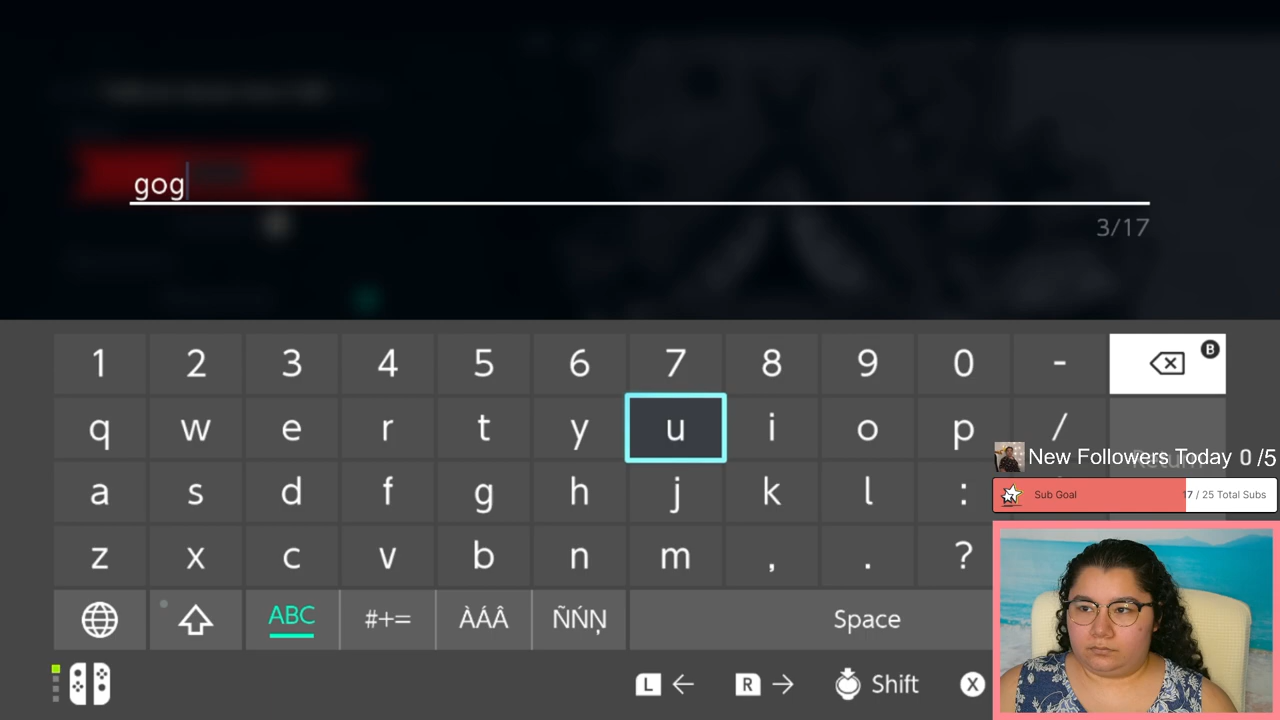 gog
3/17
1 2 3 4 5 6 7 8 9 0 -
B
q w e r t y u i o p /
New Followers Today 0 /5
a s d f g h j k l :
Sub Goal 17 / 25 Total Subs
z x c v b n m , . ?
ABC #+= ÀÁÂ ÑŃŅ Space
L ← R → Shift X